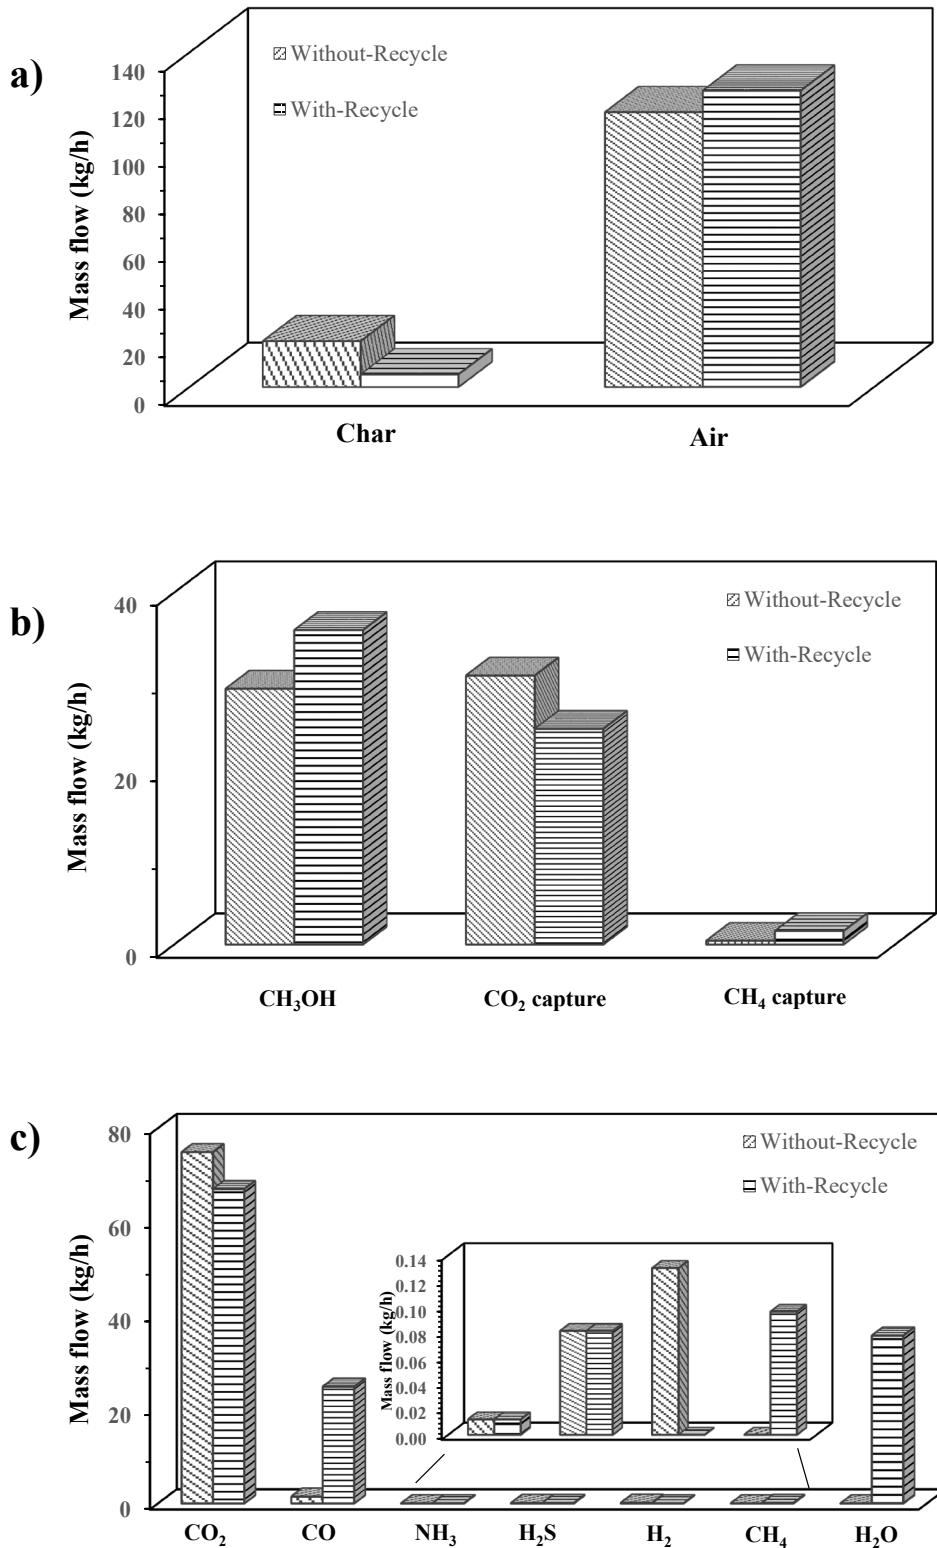 a)
Without-Recycle
With-Recycle
Mass flow (kg/h)
140
120
100
80
60
40
20
0
Char Air
b)
Without-Recycle
With-Recycle
Mass flow (kg/h)
40
20
0
CH₃OH CO₂ capture CH₄ capture
c)
Without-Recycle
With-Recycle
Mass flow (kg/h)
80
60
40
20
0
Mass flow (kg/h)
0.14
0.12
0.10
0.08
0.06
0.04
0.02
0.00
CO₂ CO NH₃ H₂S H₂ CH₄ H₂O